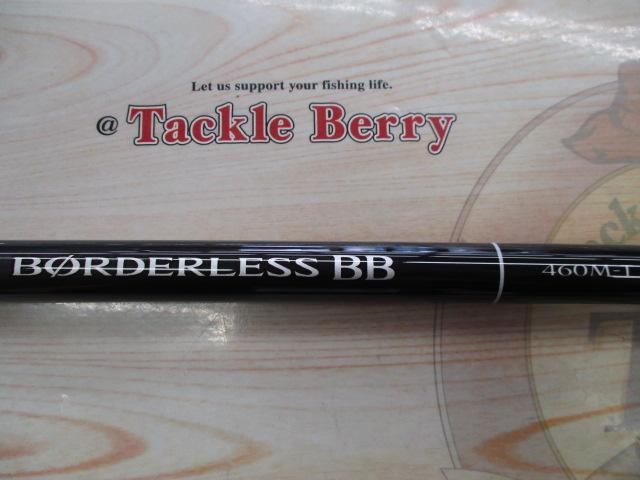 Let us support your fishing life.
@ Tackle Berry
BØRDERLESS BB 460M-T